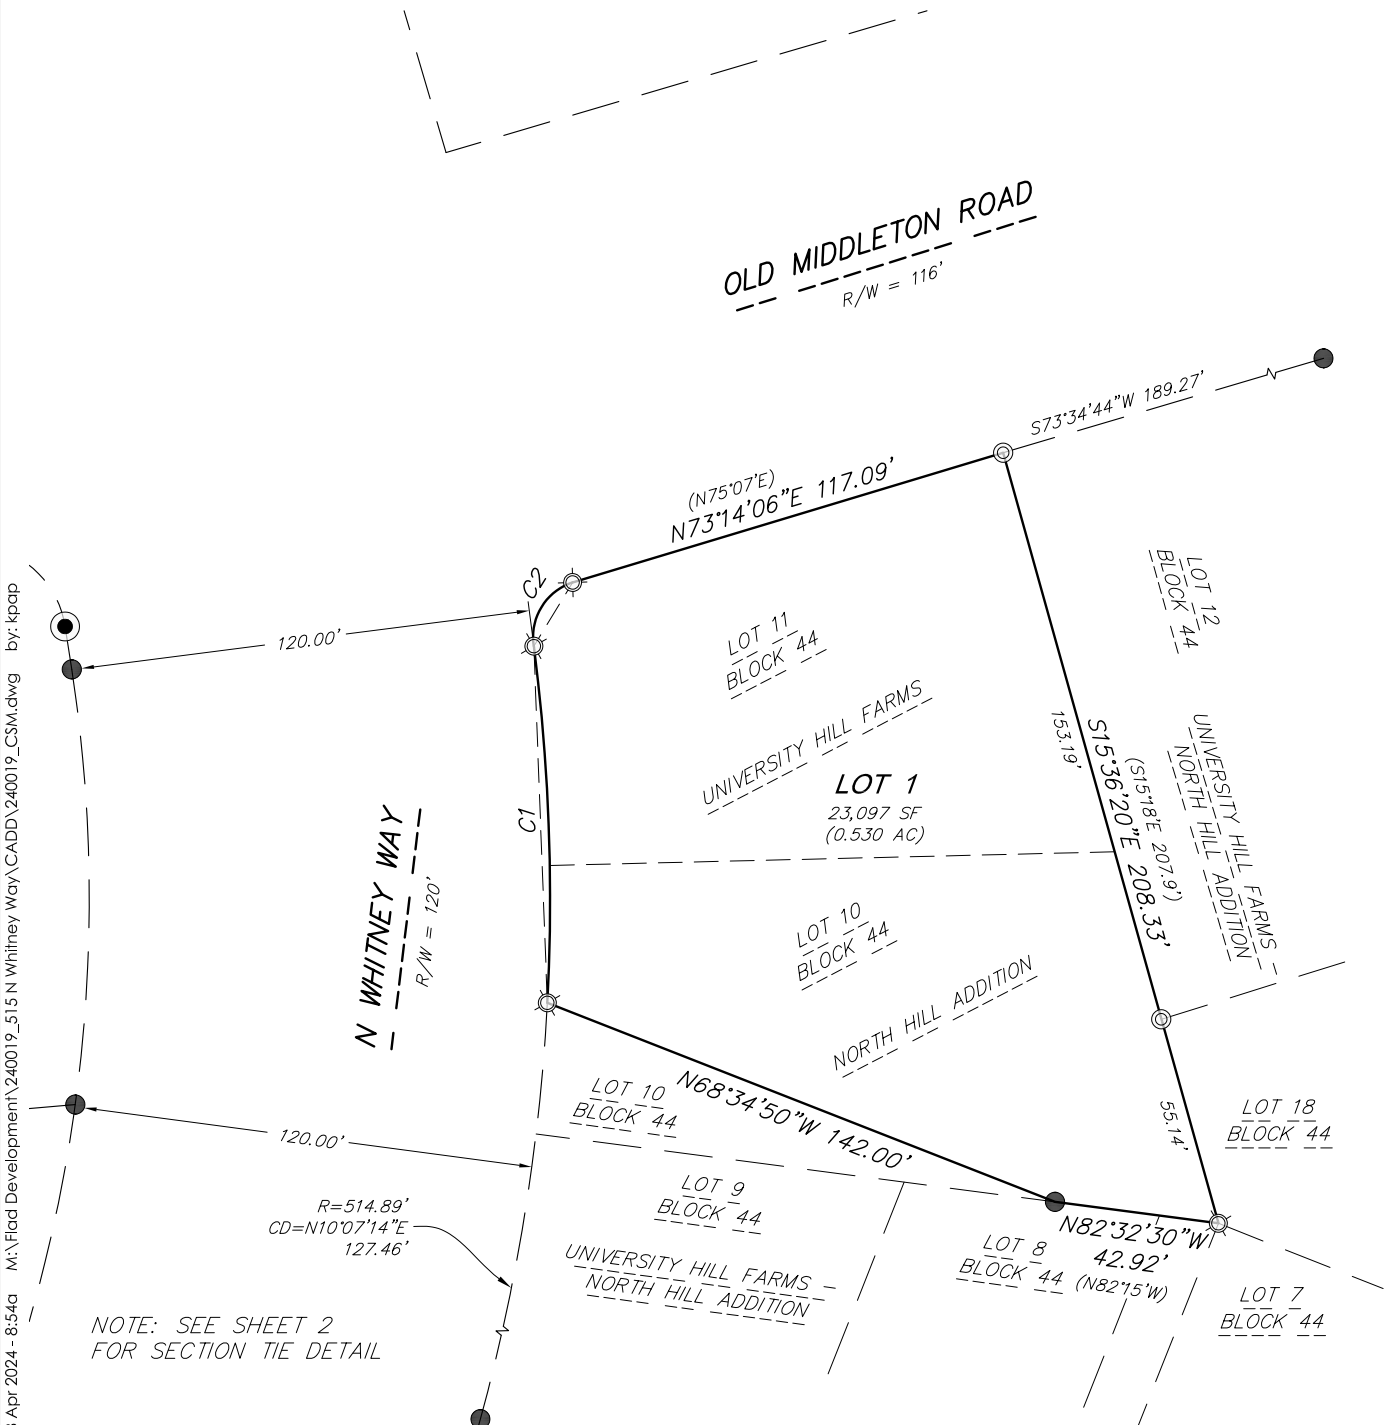 OLD MIDDLETON ROAD
R/W = 116'
S73°34'44"W 189.27'
(N75°07'E)
N73°14'06"E 117.09'
C2
120.00'
LOT 11
BLOCK 44
UNIVERSITY HILL FARMS
LOT 12
BLOCK 44
UNIVERSITY HILL FARMS -
NORTH HILL ADDITION
153.19'
S15°36'20"E 208.33'
(S15°18'E 207.9')
LOT 1
23,097 SF
(0.530 AC)
C1
N WHITNEY WAY
R/W = 120'
LOT 10
BLOCK 44
NORTH HILL ADDITION
LOT 10
BLOCK 44
N68°34'50"W 142.00'
55.14'
LOT 18
BLOCK 44
120.00'
LOT 9
BLOCK 44
R=514.89'
CD=N10°07'14"E
127.46'
UNIVERSITY HILL FARMS -
NORTH HILL ADDITION
N82°32'30"W
42.92'
(N82°15'W)
LOT 8
BLOCK 44
LOT 7
BLOCK 44
NOTE: SEE SHEET 2
FOR SECTION TIE DETAIL
Apr 2024 - 8:54a M:\Flad Development\240019_515 N Whitney Way\CADD\240019_CSM.dwg by: kpap